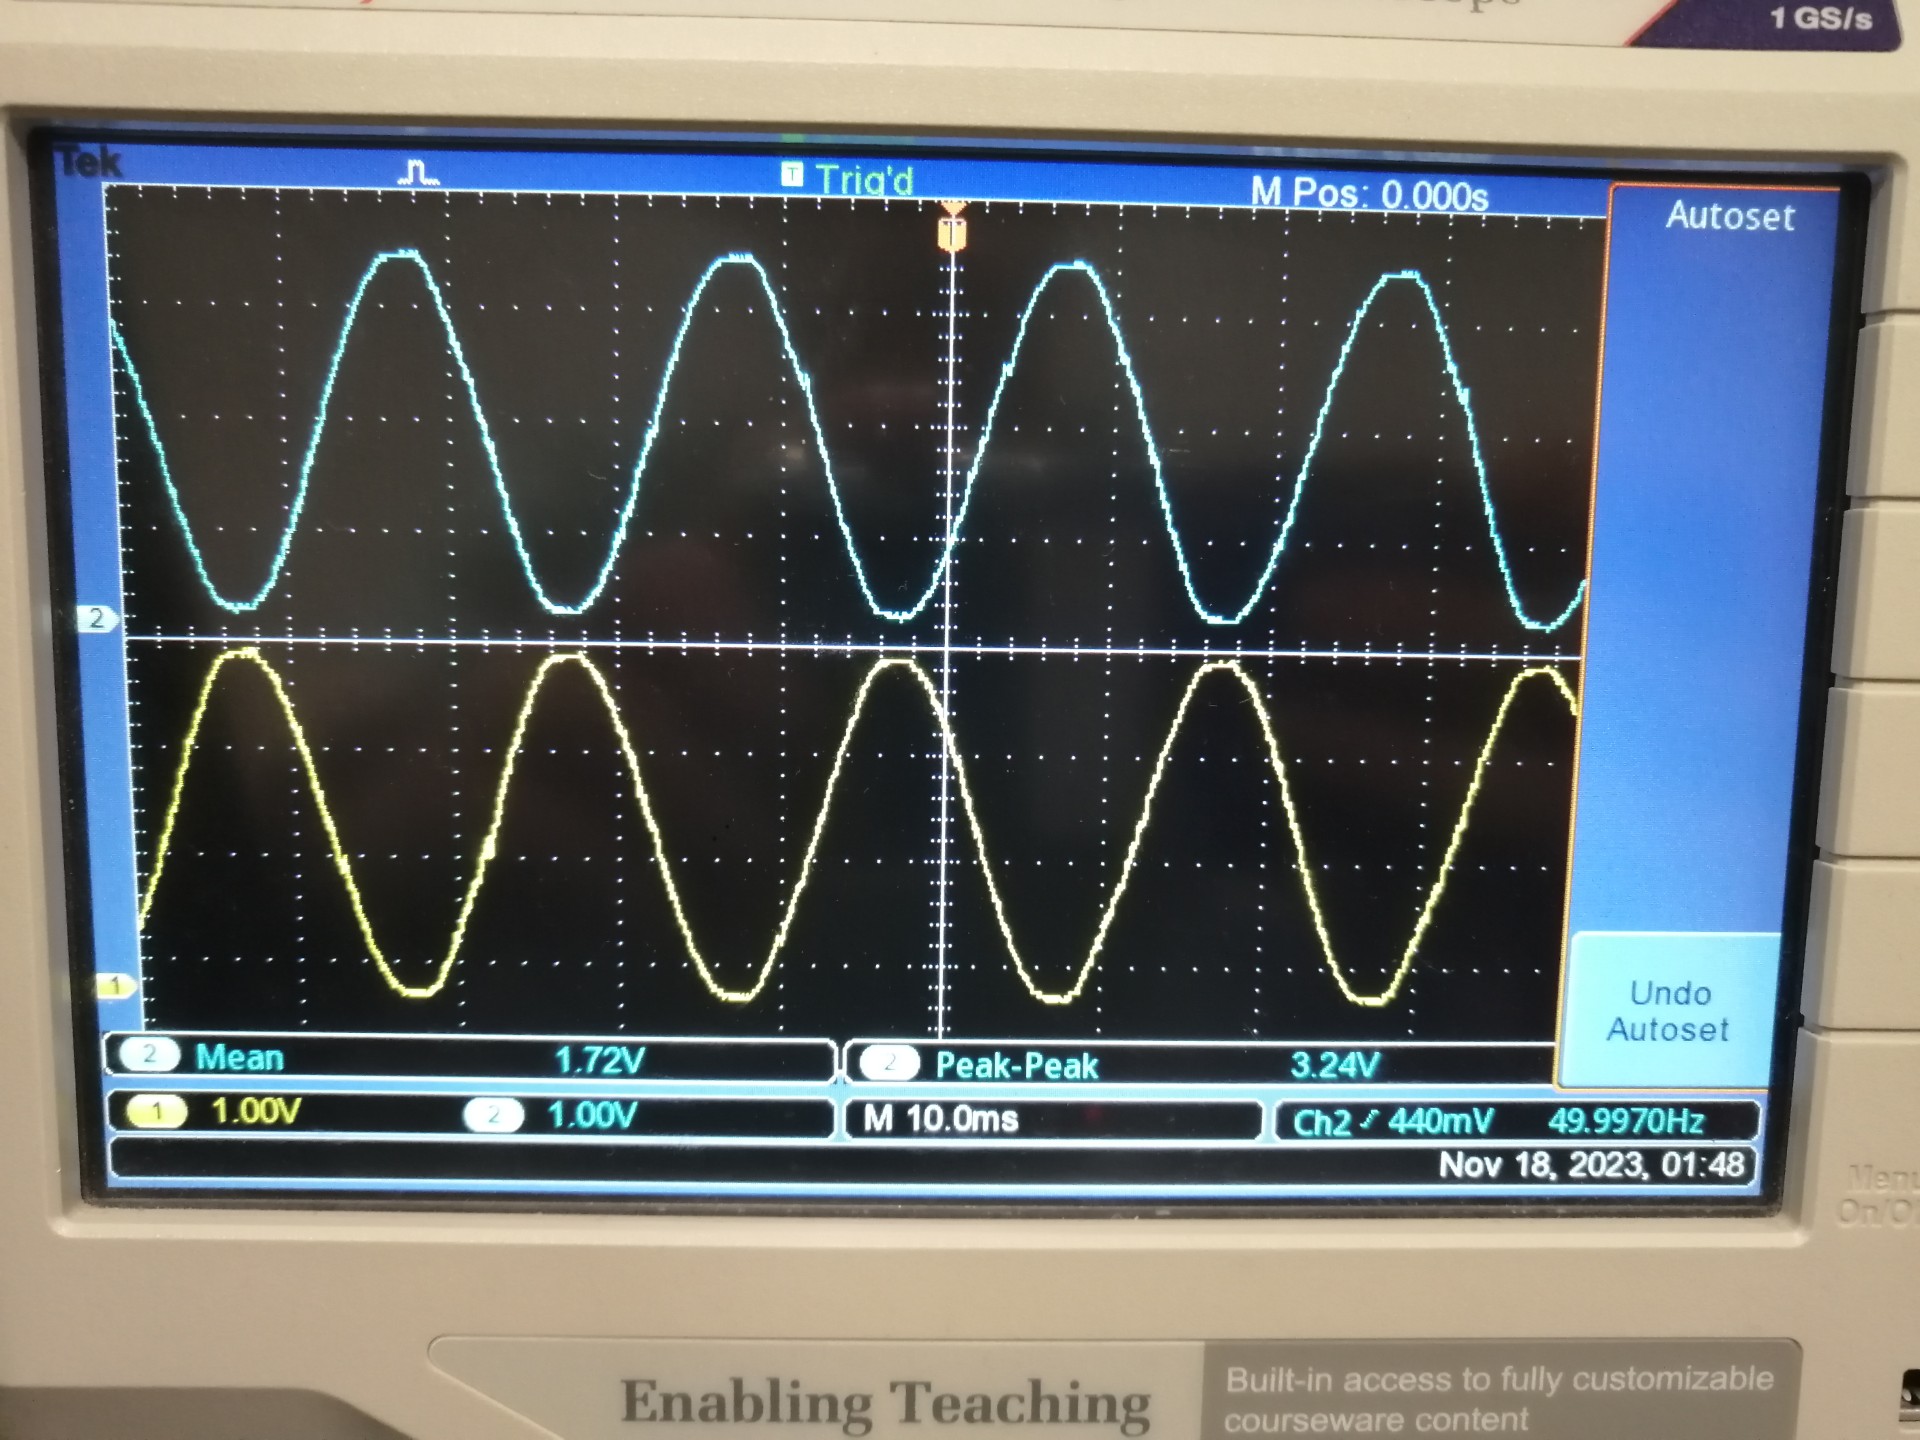 1 GS/s
Tek
T Trig'd
M Pos: 0.000s
Autoset
T
2
1
Undo
Autoset
2 Mean 1.72V
2 Peak-Peak 3.24V
1 1.00V 2 1.00V
M 10.0ms
Ch2 440mV 49.9970Hz
Nov 18, 2023, 01:48
Menu
Enabling Teaching
Built-in access to fully customizable
courseware content